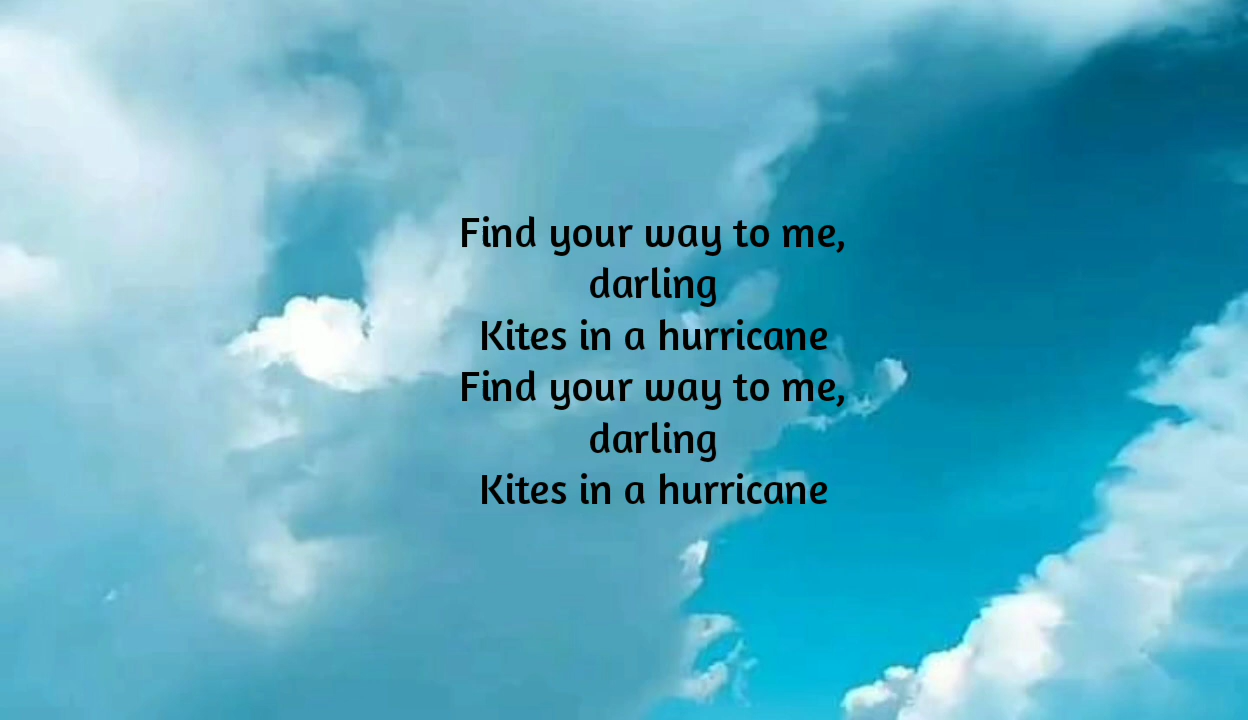 Find your way to me,
darling
Kites in a hurricane
Find your way to me,
darling
Kites in a hurricane